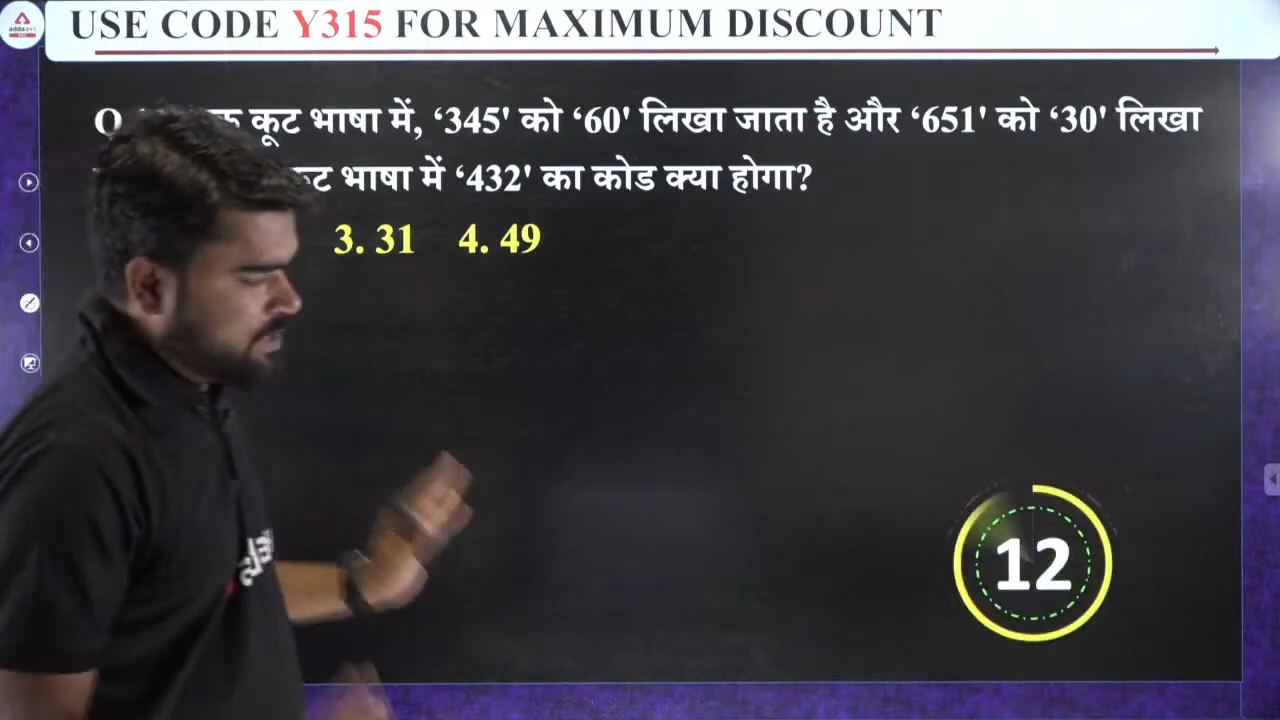 USE CODE Y315 FOR MAXIMUM DISCOUNT
Q कूट भाषा में, ‘345' को ‘60' लिखा जाता है और ‘651' को ‘30' लिखा
भाषा में ‘432' का कोड क्या होगा?
3. 31 4. 49
12